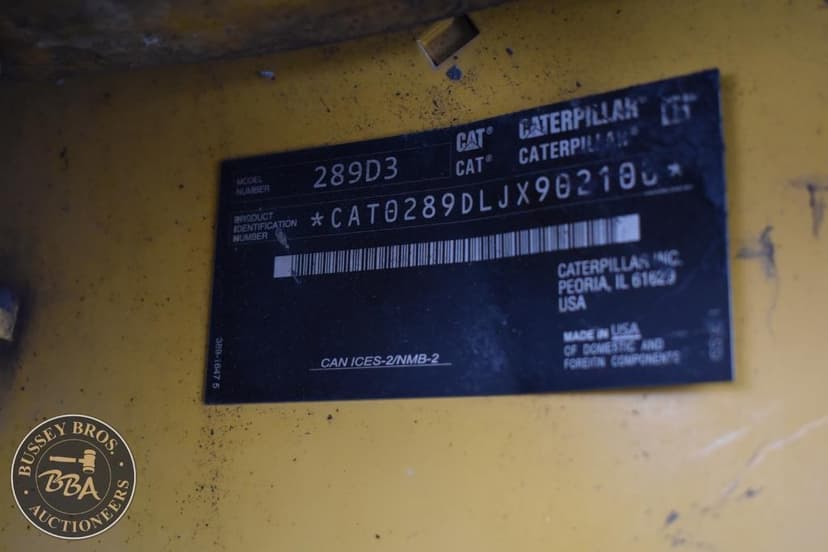 MODEL
NUMBER
289D3
CAT®
CAT®
CATERPILLAR®
CATERPILLAR
PRODUCT
IDENTIFICATION
NUMBER
CATERPILLAR INC.
PEORIA, IL 61629
USA
MADE IN USA
OF DOMESTIC AND
FOREIGN COMPONENTS
CAN ICES-2/NMB-2
BUSSEY BROS.
BBA
AUCTIONEERS